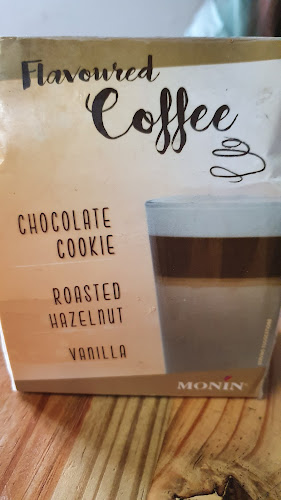 Flavoured
Coffee
CHOCOLATE
COOKIE
ROASTED
HAZELNUT
VANILLA
MONIN